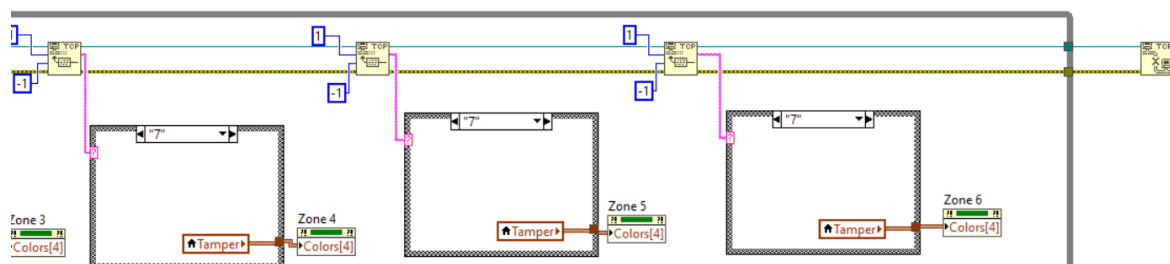 1
TCP
1
TCP
1
TCP
TCP
-1
-1
-1
"7"
"7"
"7"
?
?
?
Zone 3
Colors[4]
Tamper
Zone 4
Colors[4]
Tamper
Zone 5
Colors[4]
Tamper
Zone 6
Colors[4]